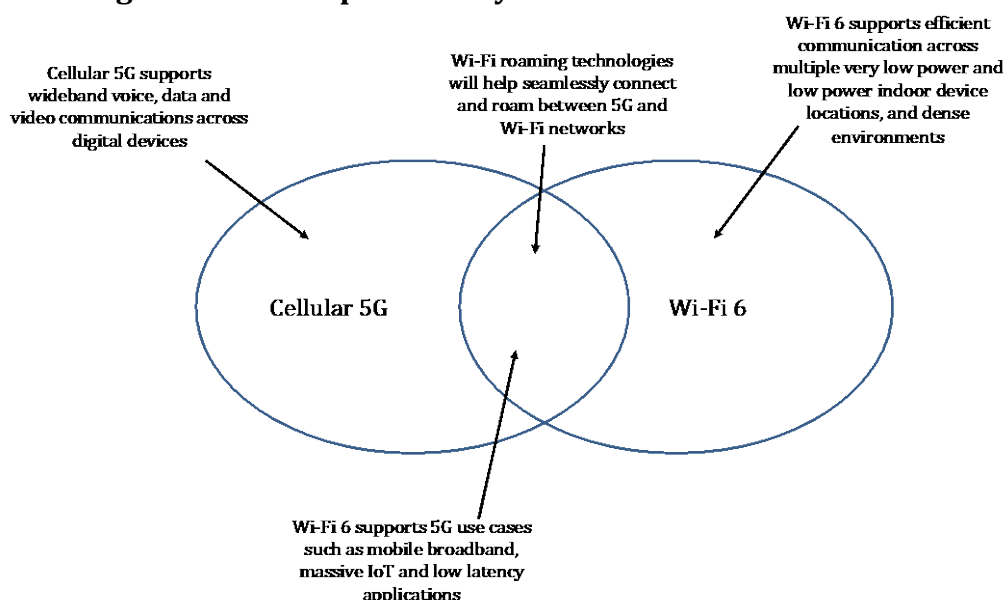 Cellular 5G supports
wideband voice, data and
video communications across
digital devices
Wi-Fi roaming technologies
will help seamlessly connect
and roam between 5G and
Wi-Fi networks
Wi-Fi 6 supports efficient
communication across
multiple very low power and
low power indoor device
locations, and dense
environments
Cellular 5G
Wi-Fi 6
Wi-Fi 6 supports 5G use cases
such as mobile broadband,
massive IoT and low latency
applications